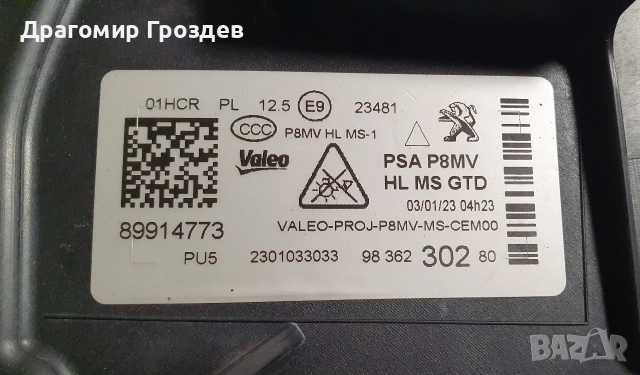 Драгомир Гроздев
01HCR PL 12.5 E9 23481
CCC P8MV HL MS-1
Valeo
PSA P8MV
HL MS GTD
03/01/23 04h23
89914773
VALEO-PROJ-P8MV-MS-CEM00
PU5 2301033033 98 362 302 80
BAZAR